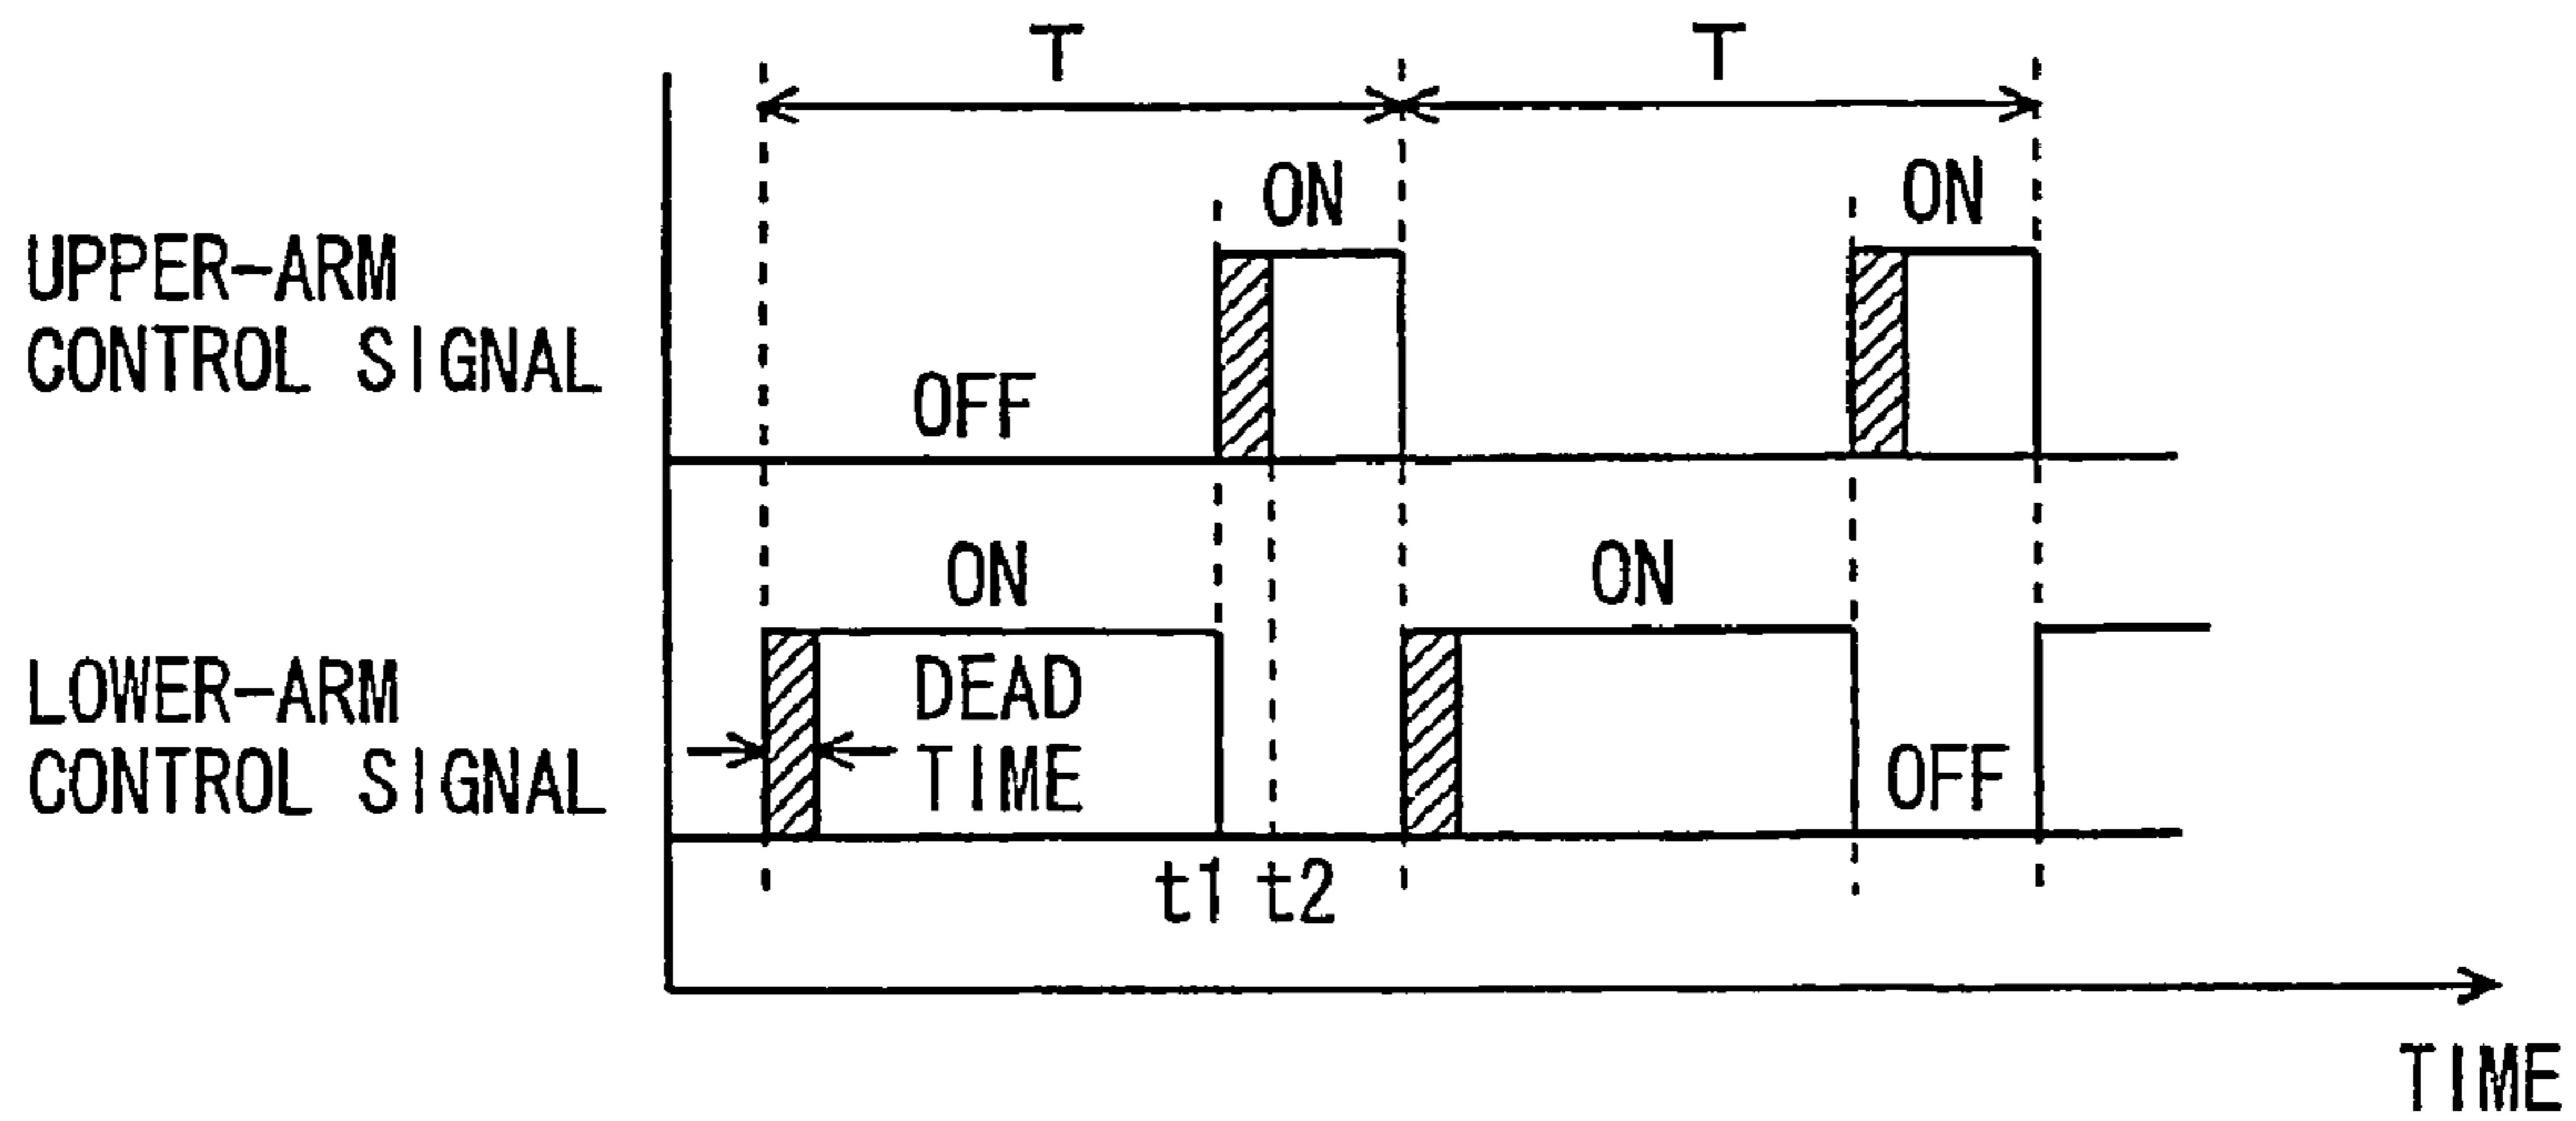 T
T
ON
ON
UPPER-ARM
CONTROL SIGNAL
OFF
ON
ON
LOWER-ARM
CONTROL SIGNAL
DEAD
TIME
OFF
t1
t2
TIME